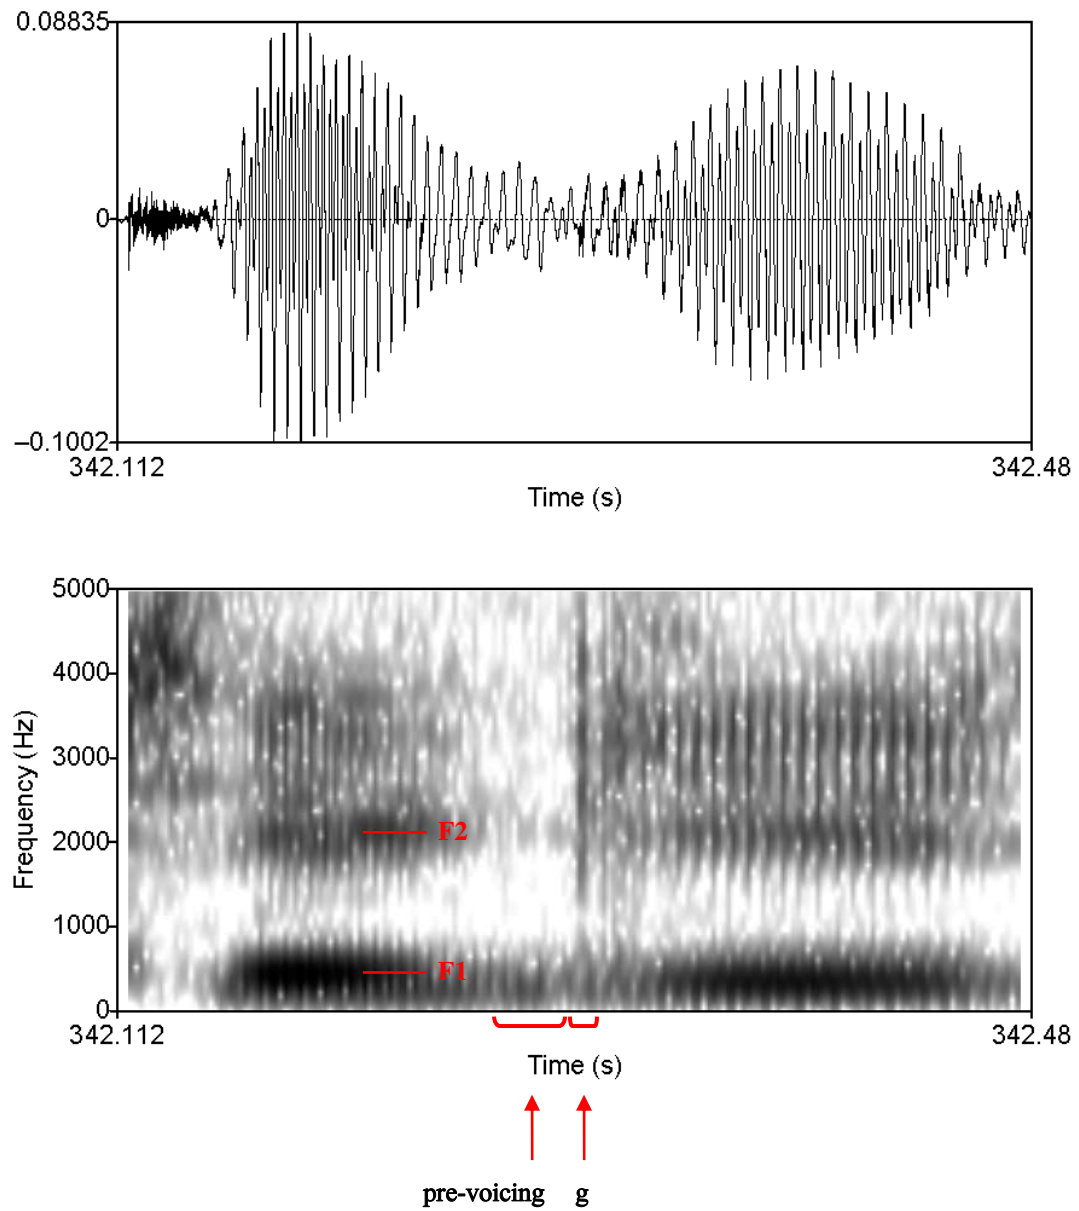 0.08835
0
−0.1002
342.112 342.48
Time (s)
5000
4000
3000
2000
1000
0
Frequency (Hz)
F2
F1
342.112 342.48
Time (s)
pre-voicing g